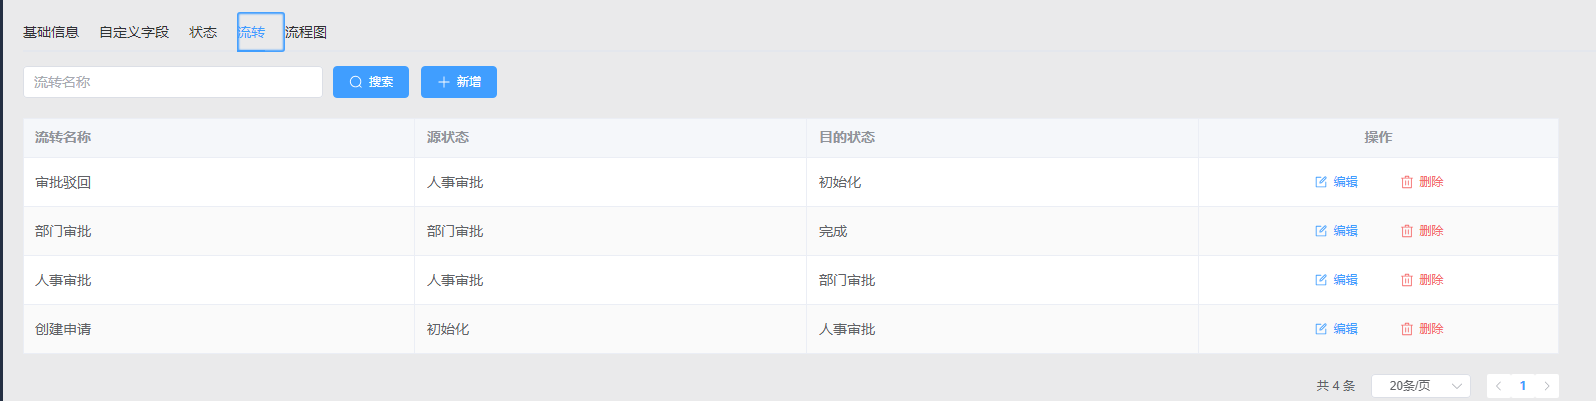 基础信息 自定义字段 状态 流转 流程图
流转名称 搜索 新增
流转名称 源状态 目的状态 操作
审批驳回 人事审批 初始化 编辑 删除
部门审批 部门审批 完成 编辑 删除
人事审批 人事审批 部门审批 编辑 删除
创建申请 初始化 人事审批 编辑 删除
共 4 条 20条/页 1